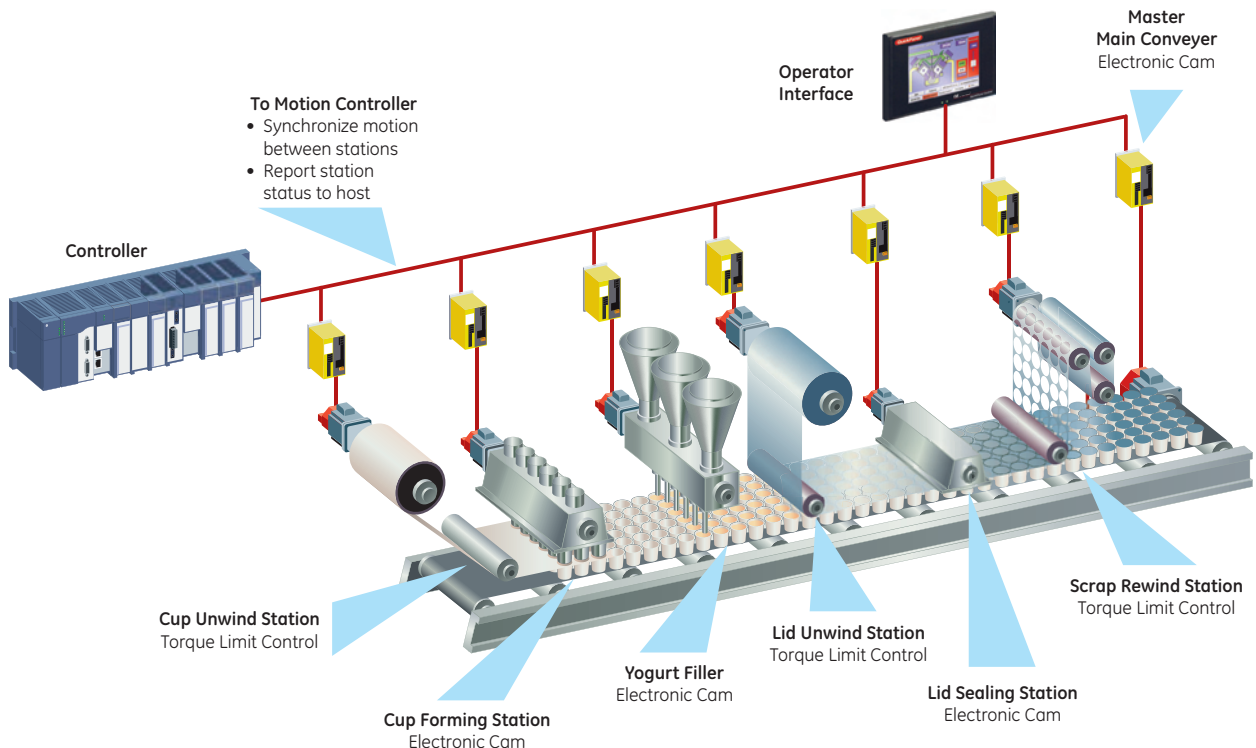 Master
Main Conveyer
Electronic Cam
Operator
Interface
To Motion Controller
• Synchronize motion
between stations
• Report station
status to host
Controller
Cup Unwind Station
Torque Limit Control
Cup Forming Station
Electronic Cam
Yogurt Filler
Electronic Cam
Lid Unwind Station
Torque Limit Control
Lid Sealing Station
Electronic Cam
Scrap Rewind Station
Torque Limit Control